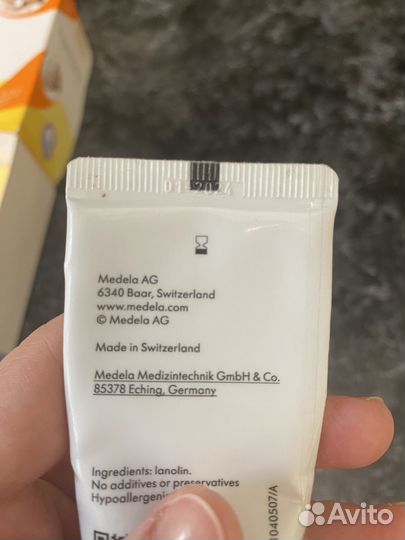 01-2024
Medela AG
6340 Baar, Switzerland
www.medela.com
© Medela AG
Made in Switzerland
Medela Medizintechnik GmbH & Co.
85378 Eching, Germany
Ingredients: lanolin.
No additives or preservatives
Hypoallergeni
1040507/A
Avito